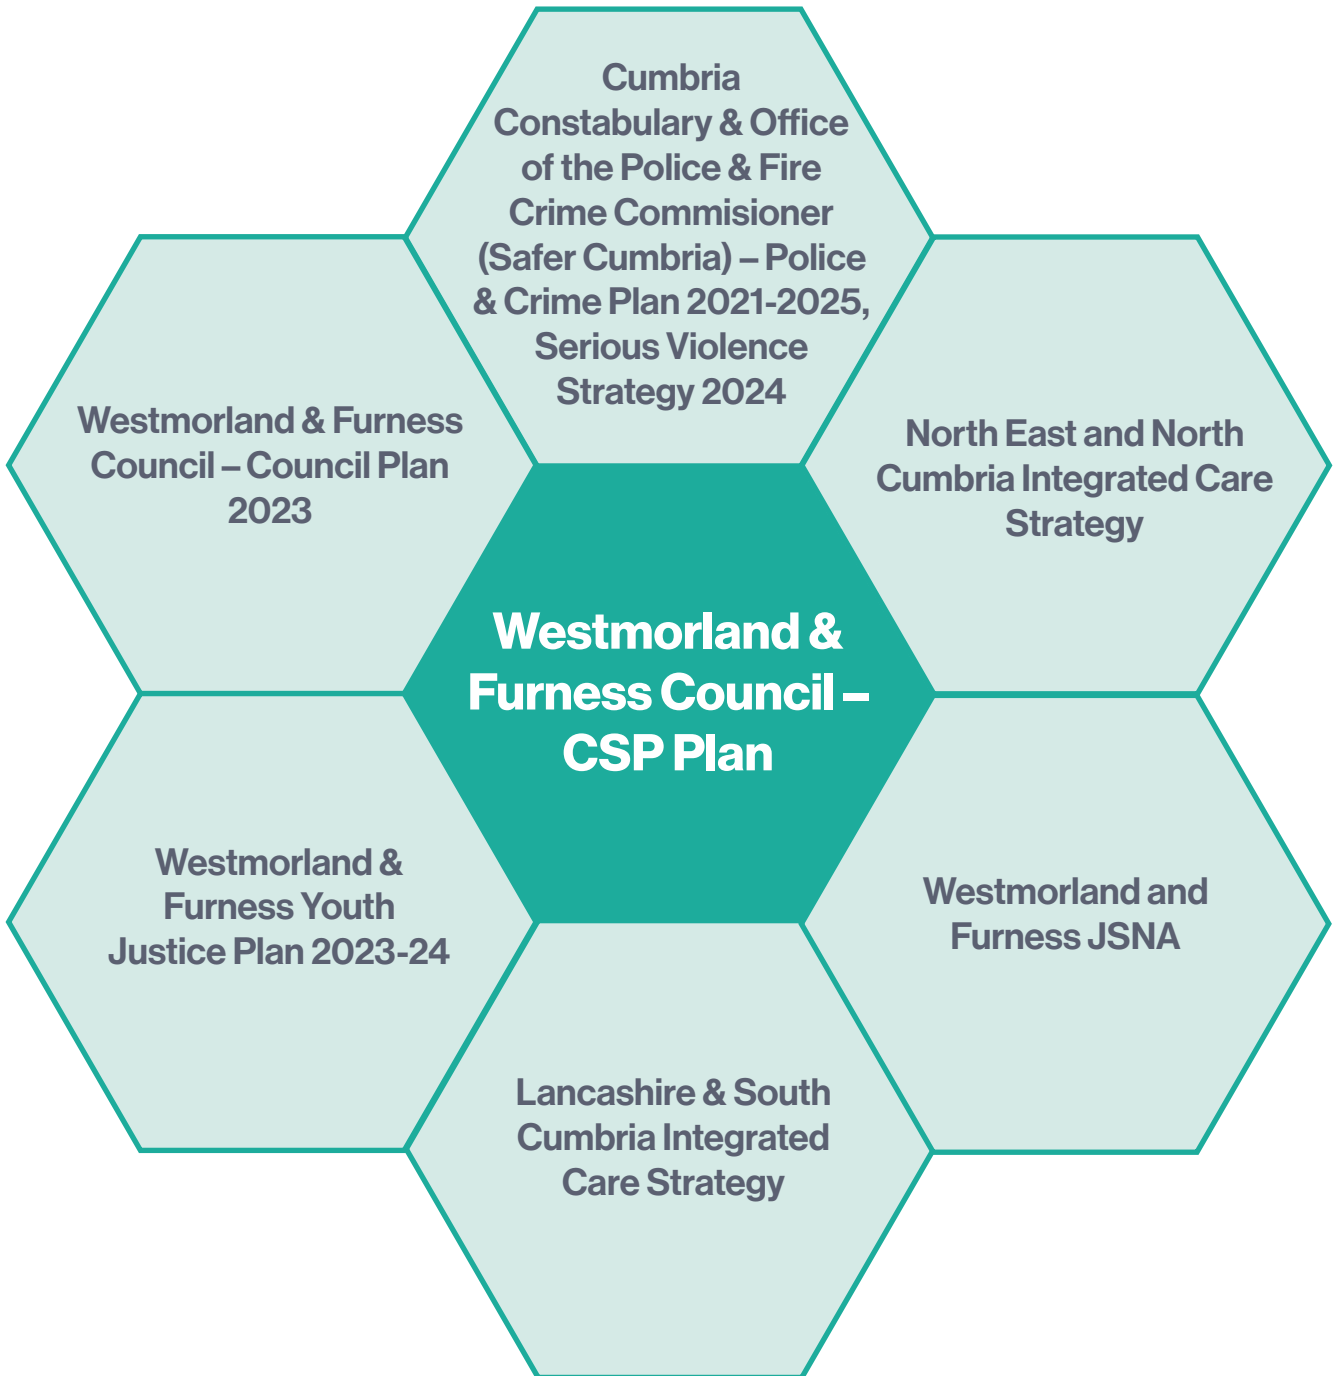 Cumbria
Constabulary & Office
of the Police & Fire
Crime Commisioner
(Safer Cumbria) – Police
& Crime Plan 2021-2025,
Serious Violence
Strategy 2024
Westmorland & Furness
Council – Council Plan
2023
North East and North
Cumbria Integrated Care
Strategy
Westmorland &
Furness Council –
CSP Plan
Westmorland &
Furness Youth
Justice Plan 2023-24
Westmorland and
Furness JSNA
Lancashire & South
Cumbria Integrated
Care Strategy